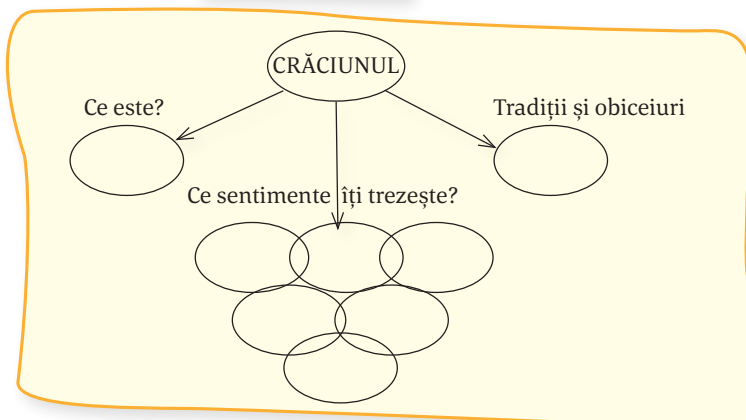 CRĂCIUNUL
Ce este?
Tradiții și obiceiuri
Ce sentimente îți trezește?